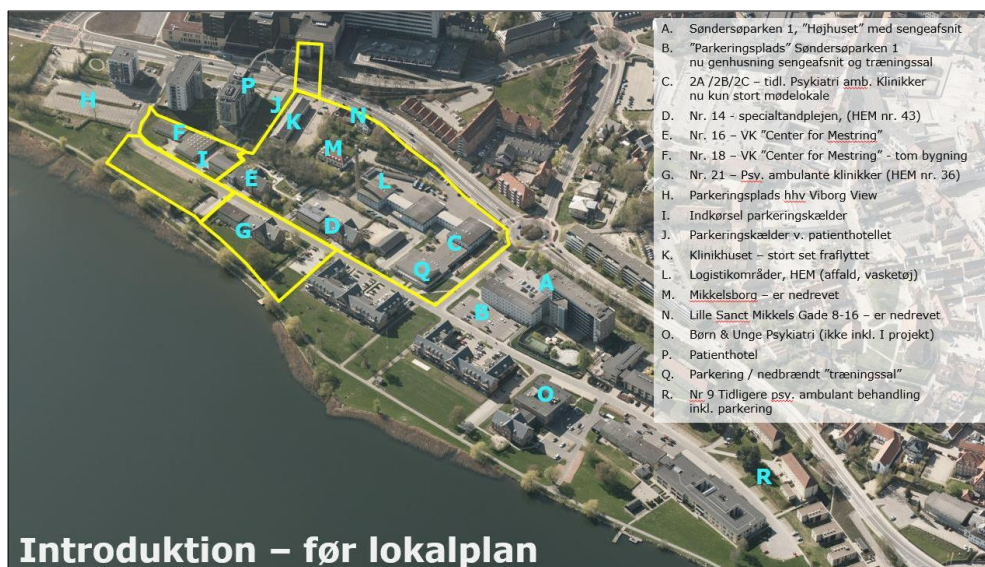 A. Søndersøparken 1, ”Højhuset” med sengeafsnit
B. ”Parkeringsplads” Søndersøparken 1
nu genhusning sengeafsnit og træningssal
C. 2A /2B/2C – tidl. Psykiatri amb. Klinikker
nu kun stort mødelokale
D. Nr. 14 - specialtandplejen, (HEM nr. 43)
E. Nr. 16 – VK ”Center for Mestring”
F. Nr. 18 – VK ”Center for Mestring” - tom bygning
G. Nr. 21 – Psy. ambulante klinikker (HEM nr. 36)
H. Parkeringsplads hhv Viborg View
I. Indkørsel parkeringskælder
J. Parkeringskælder v. patienthotellet
K. Klinikhuset – stort set fraflyttet
L. Logistikområder, HEM (affald, vasketøj)
M. Mikkelsborg – er nedrevet
N. Lille Sanct Mikkels Gade 8-16 – er nedrevet
O. Børn & Unge Psykiatri (ikke inkl. I projekt)
P. Patienthotel
Q. Parkering / nedbrændt ”træningssal”
R. Nr 9 Tidligere psy. ambulant behandling
inkl. parkering
P
H
J
N
K
F
M
I
E
L
G
D
C
Q
A
B
O
R
Introduktion – før lokalplan